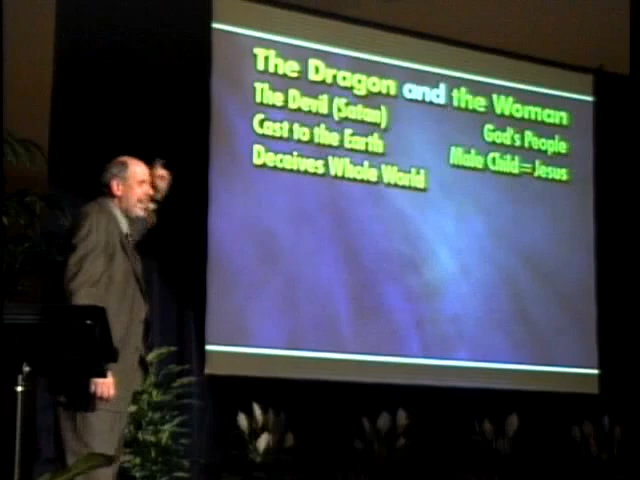 The Dragon and the Woman
The Devil (Satan)
Cast to the Earth
Deceives Whole World
God's People
Male Child=Jesus